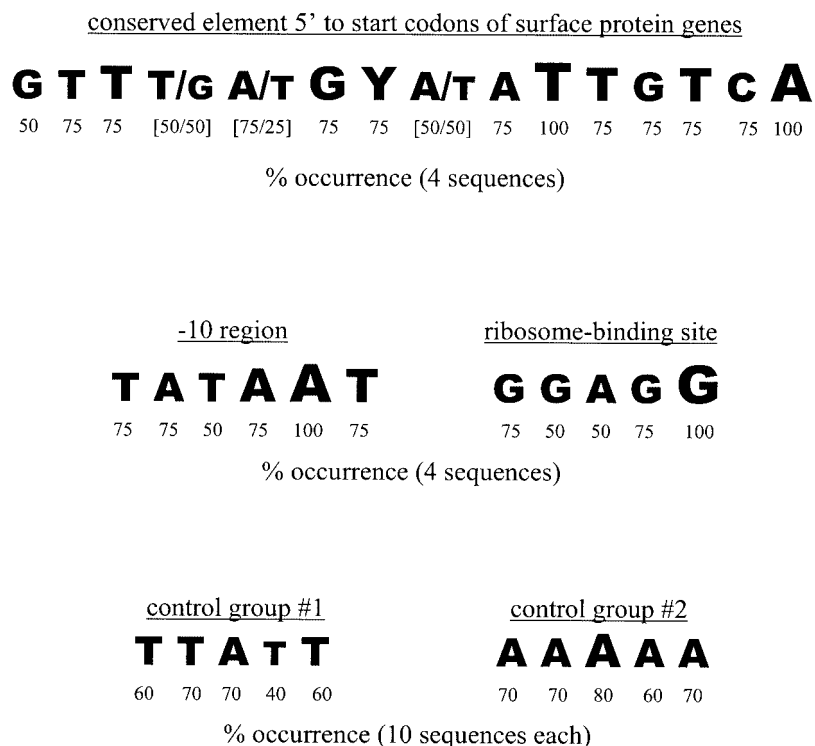 conserved element 5' to start codons of surface protein genes
G T T T/G A/T G Y A/T A T T G T C A
50 75 75 [50/50] [75/25] 75 75 [50/50] 75 100 75 75 75 75 100
% occurrence (4 sequences)
-10 region
T A T A A T
75 75 50 75 100 75
ribosome-binding site
G G A G G
75 50 50 75 100
% occurrence (4 sequences)
control group #1
T T A T T
60 70 70 40 60
control group #2
A A A A A
70 70 80 60 70
% occurrence (10 sequences each)